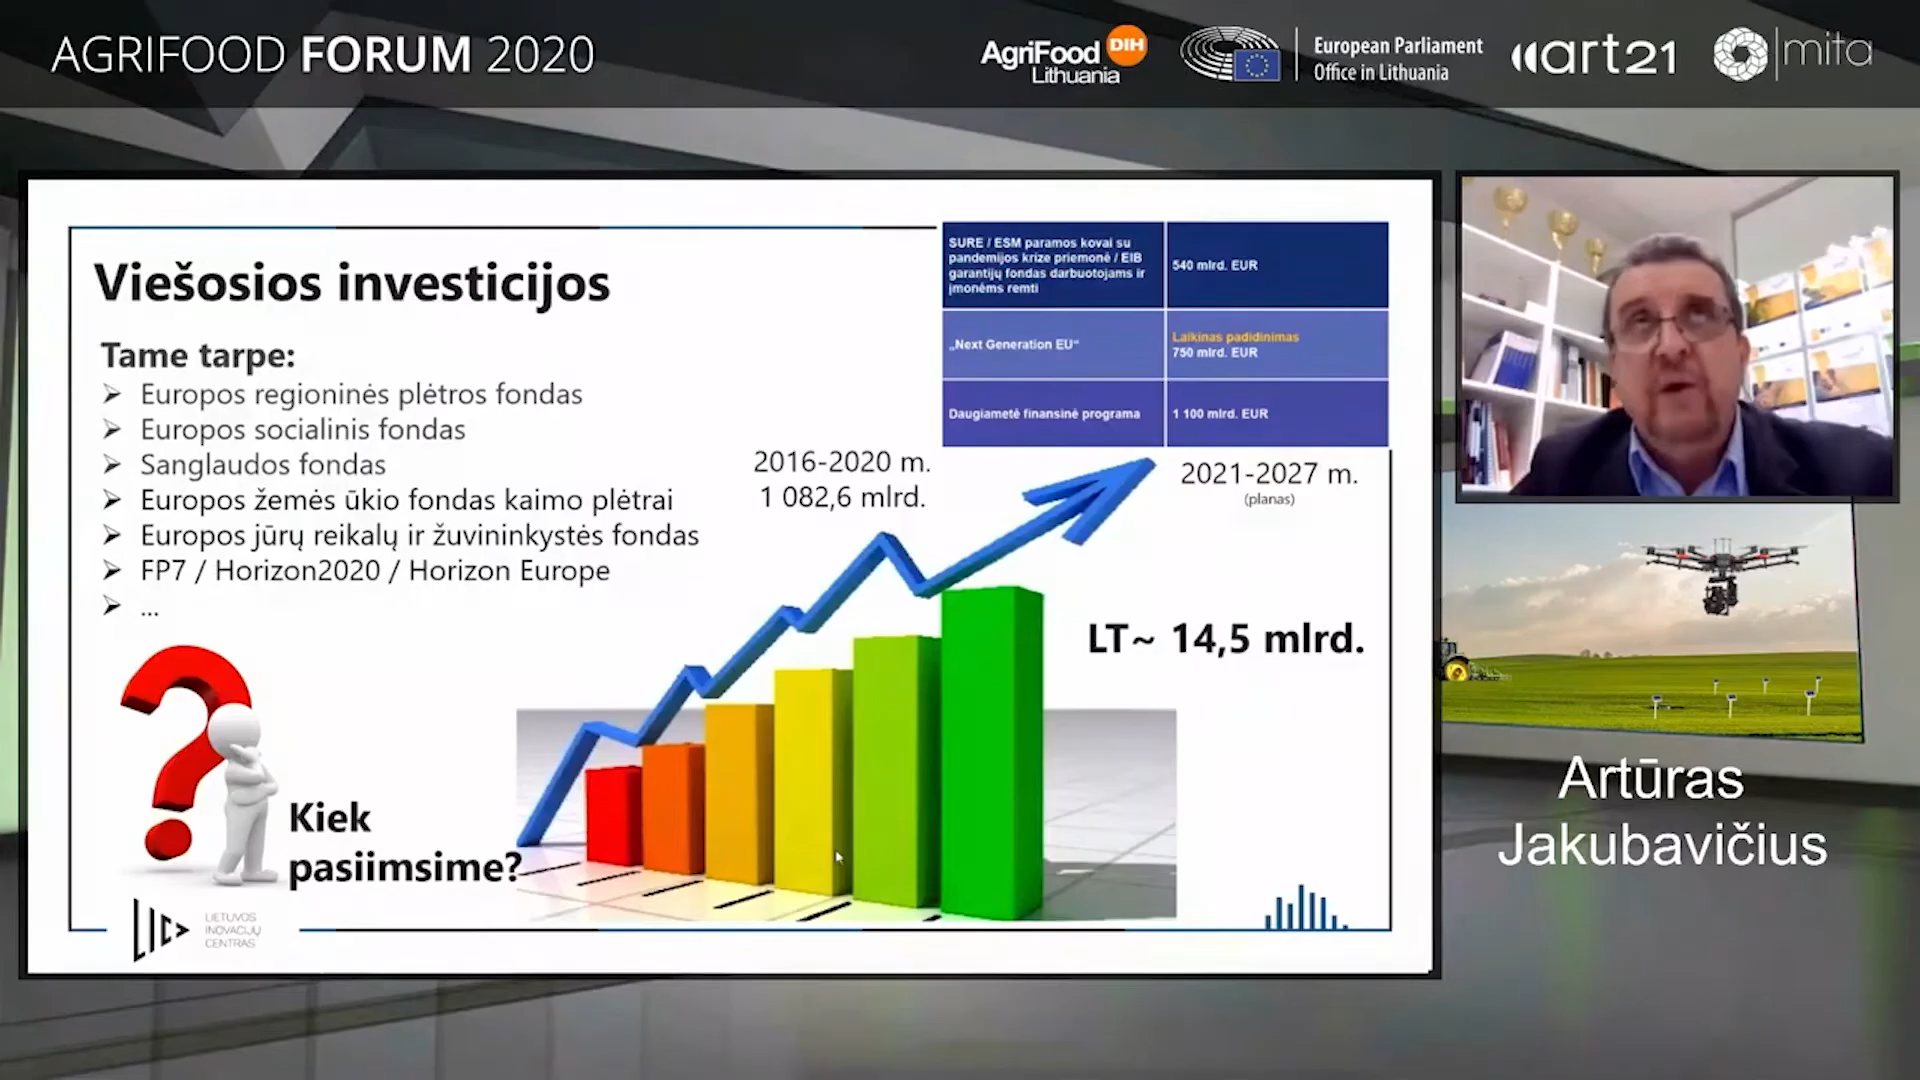 AGRIFOOD FORUM 2020
AgriFood DIH
Lithuania
European Parliament
Office in Lithuania
art21
mita
Viešosios investicijos
Tame tarpe:
Europos regioninės plėtros fondas
Europos socialinis fondas
Sanglaudos fondas
Europos žemės ūkio fondas kaimo plėtrai
Europos jūrų reikalų ir žuvininkystės fondas
FP7 / Horizon2020 / Horizon Europe
...
SURE / ESM paramos kovai su
pandemijos krize priemonė / EIB
garantijų fondas darbuotojams ir
įmonėms remti
540 mlrd. EUR
„Next Generation EU“
Laikinas padidinimas
750 mlrd. EUR
Daugiametė finansinė programa
1 100 mlrd. EUR
2016-2020 m.
1 082,6 mlrd.
2021-2027 m.
(planas)
LT~ 14,5 mlrd.
Kiek
pasiimsime?
LIC
LIETUVOS
INOVACIJŲ
CENTRAS
Artūras
Jakubavičius